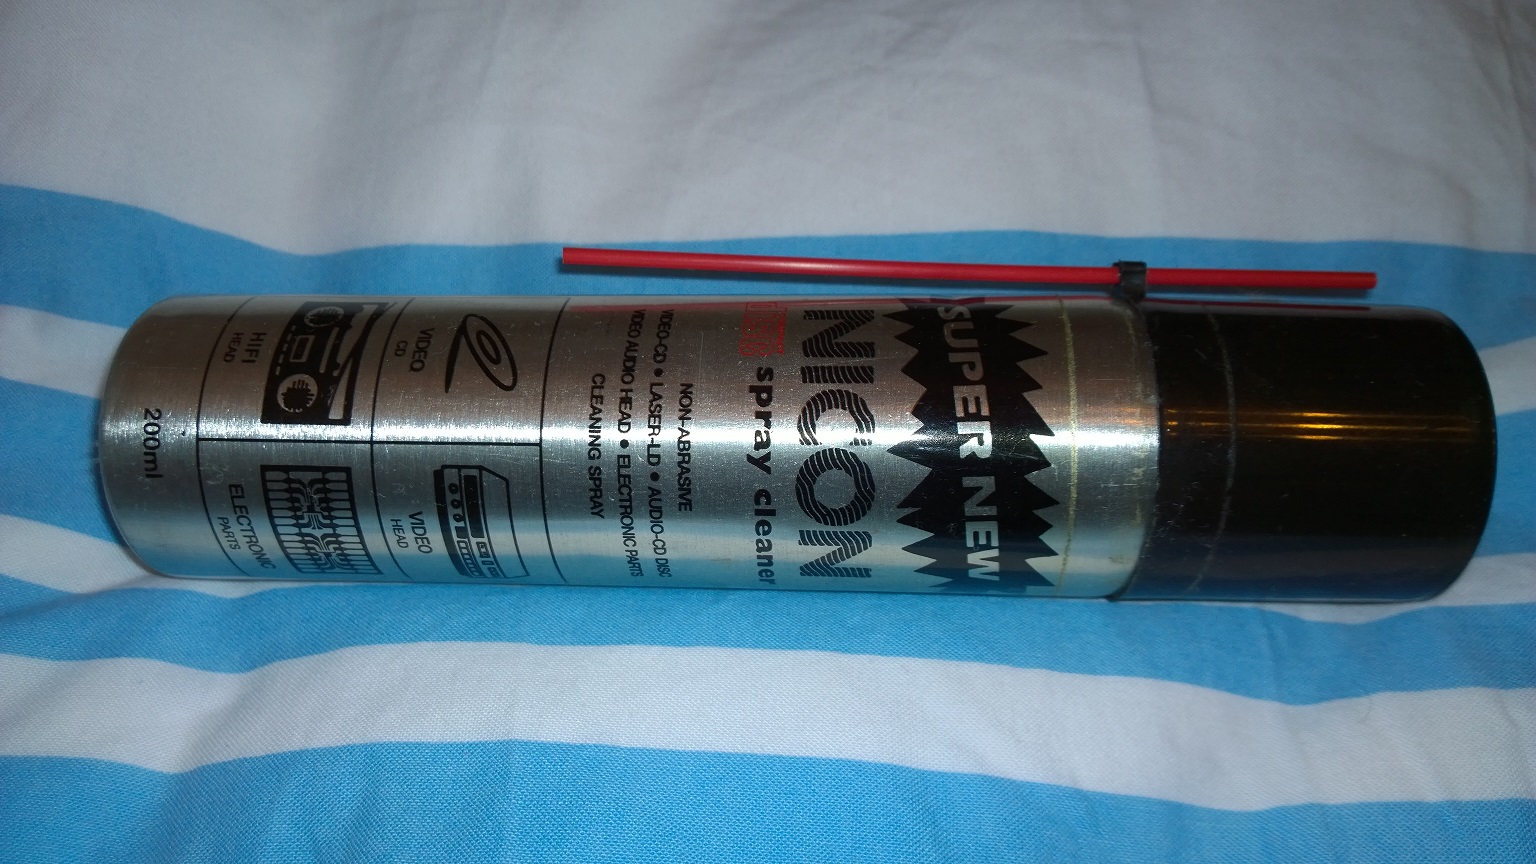 SUPER NEW
NICON
spray cleaner
NON-ABRASIVE
VIDEO-CD • LASER-LD • AUDIO-CD DISC
VIDEO AUDIO HEAD • ELECTRONIC PARTS
CLEANING SPRAY
VIDEO
CD
VIDEO
HEAD
HIFI
HEAD
ELECTRONIC
PARTS
200ml